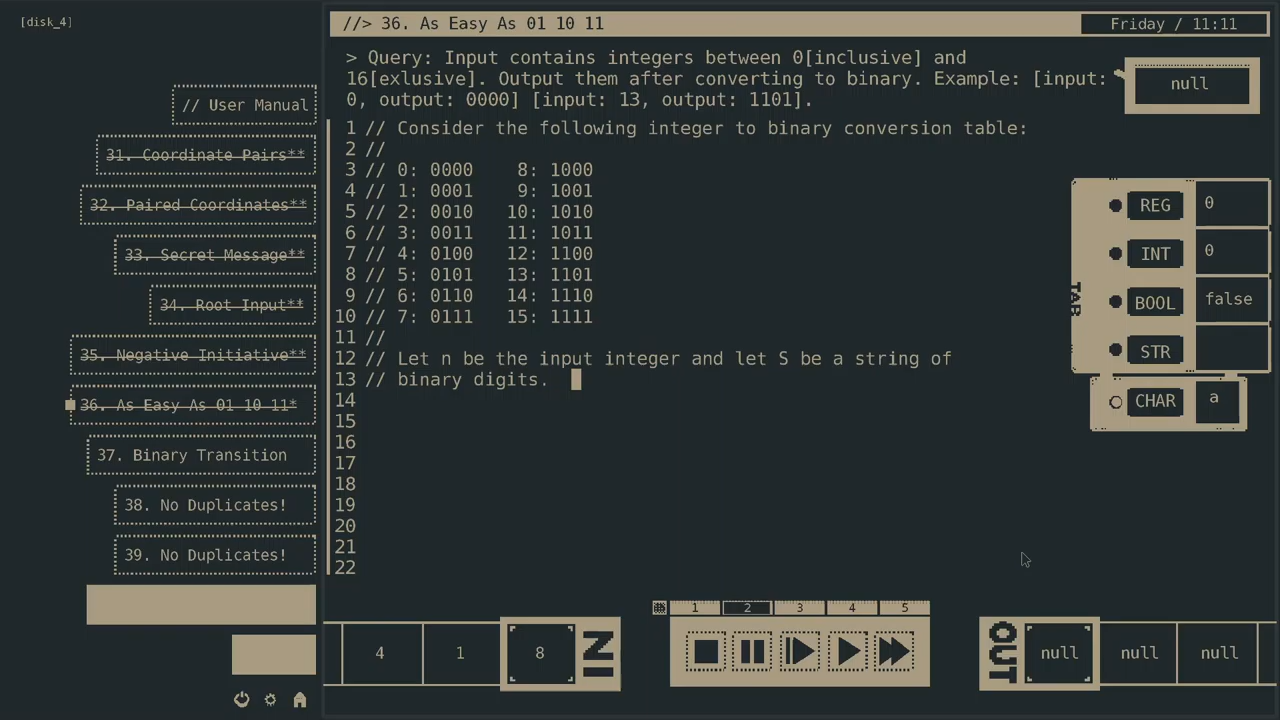 [disk_4]
// User Manual
31. Coordinate Pairs**
32. Paired Coordinates**
33. Secret Message**
34. Root Input**
35. Negative Initiative**
36. As Easy As 01 10 11*
37. Binary Transition
38. No Duplicates!
39. No Duplicates!
//> 36. As Easy As 01 10 11
Friday / 11:11
> Query: Input contains integers between 0[inclusive] and
16[exlusive]. Output them after converting to binary. Example: [input:
0, output: 0000] [input: 13, output: 1101].
null
1 // Consider the following integer to binary conversion table:
2 //
3 // 0: 0000 8: 1000
4 // 1: 0001 9: 1001
5 // 2: 0010 10: 1010
6 // 3: 0011 11: 1011
7 // 4: 0100 12: 1100
8 // 5: 0101 13: 1101
9 // 6: 0110 14: 1110
10 // 7: 0111 15: 1111
11 //
12 // Let n be the input integer and let S be a string of
13 // binary digits.
14
15
16
17
18
19
20
21
22
REG 0
INT 0
BOOL false
STR
CHAR a
TAB
4 1 8 IN
1 2 3 4 5
OUT null null null